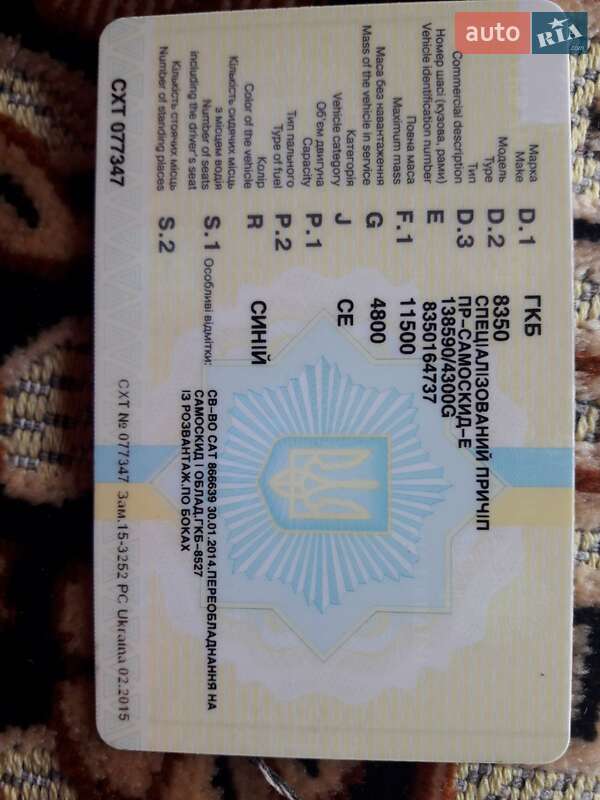 auto RIA .com
Марка
Make D.1 ГКБ
Модель
Type D.2 8350
СПЕЦІАЛІЗОВАНИЙ ПРИЧІП
Тип
Commercial description D.3 ПР-САМОСКИД-Е
138590/4300G
Номер шасі (кузова, рами)
Vehicle identification number E 8350164737
Повна маса
Maximum mass F.1 11500
Маса без навантаження
Mass of the vehicle in service G 4800
Категорія
Vehicle category J CE
Об'єм двигуна
Capacity P.1
Тип пального
Type of fuel P.2
Колір
Color of the vehicle R СИНІЙ
Кількість сидячих місць
з місцем водія
Number of seats
including the driver's seat S.1
Особливі відмітки:
Кількість стоячих місць
Number of standing places S.2
СВ-ВО САТ 866639 30.01.2014,ПЕРЕОБЛАДНАННЯ НА
САМОСКИД І ОБЛАД.ГКБ-8527
ІЗ РОЗВАНТАЖ.ПО БОКАХ
СХТ 077347
СХТ № 077347 Зам.15-3252 РС Ukraina 02.2015